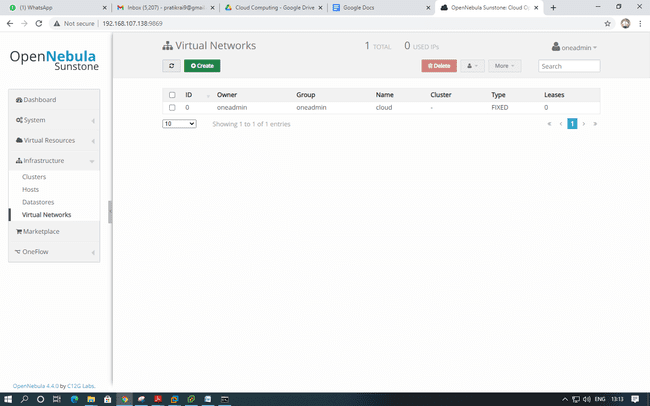 (1) WhatsApp
Inbox (5,207) - pratikrai9@gmai
Cloud Computing - Google Drive
Google Docs
OpenNebula Sunstone: Cloud Op
Not secure | 192.168.107.138:9869
OpenNebula
Sunstone
Virtual Networks
1 TOTAL
0 USED IPs
oneadmin
Create
Delete
More
Search
Dashboard
System
Virtual Resources
Infrastructure
Clusters
Hosts
Datastores
Virtual Networks
Marketplace
OneFlow
ID Owner Group Name Cluster Type Leases
0 oneadmin oneadmin cloud - FIXED 0
10
Showing 1 to 1 of 1 entries
« ‹ 1 › »
OpenNebula 4.4.0 by C12G Labs.
ENG
13:13